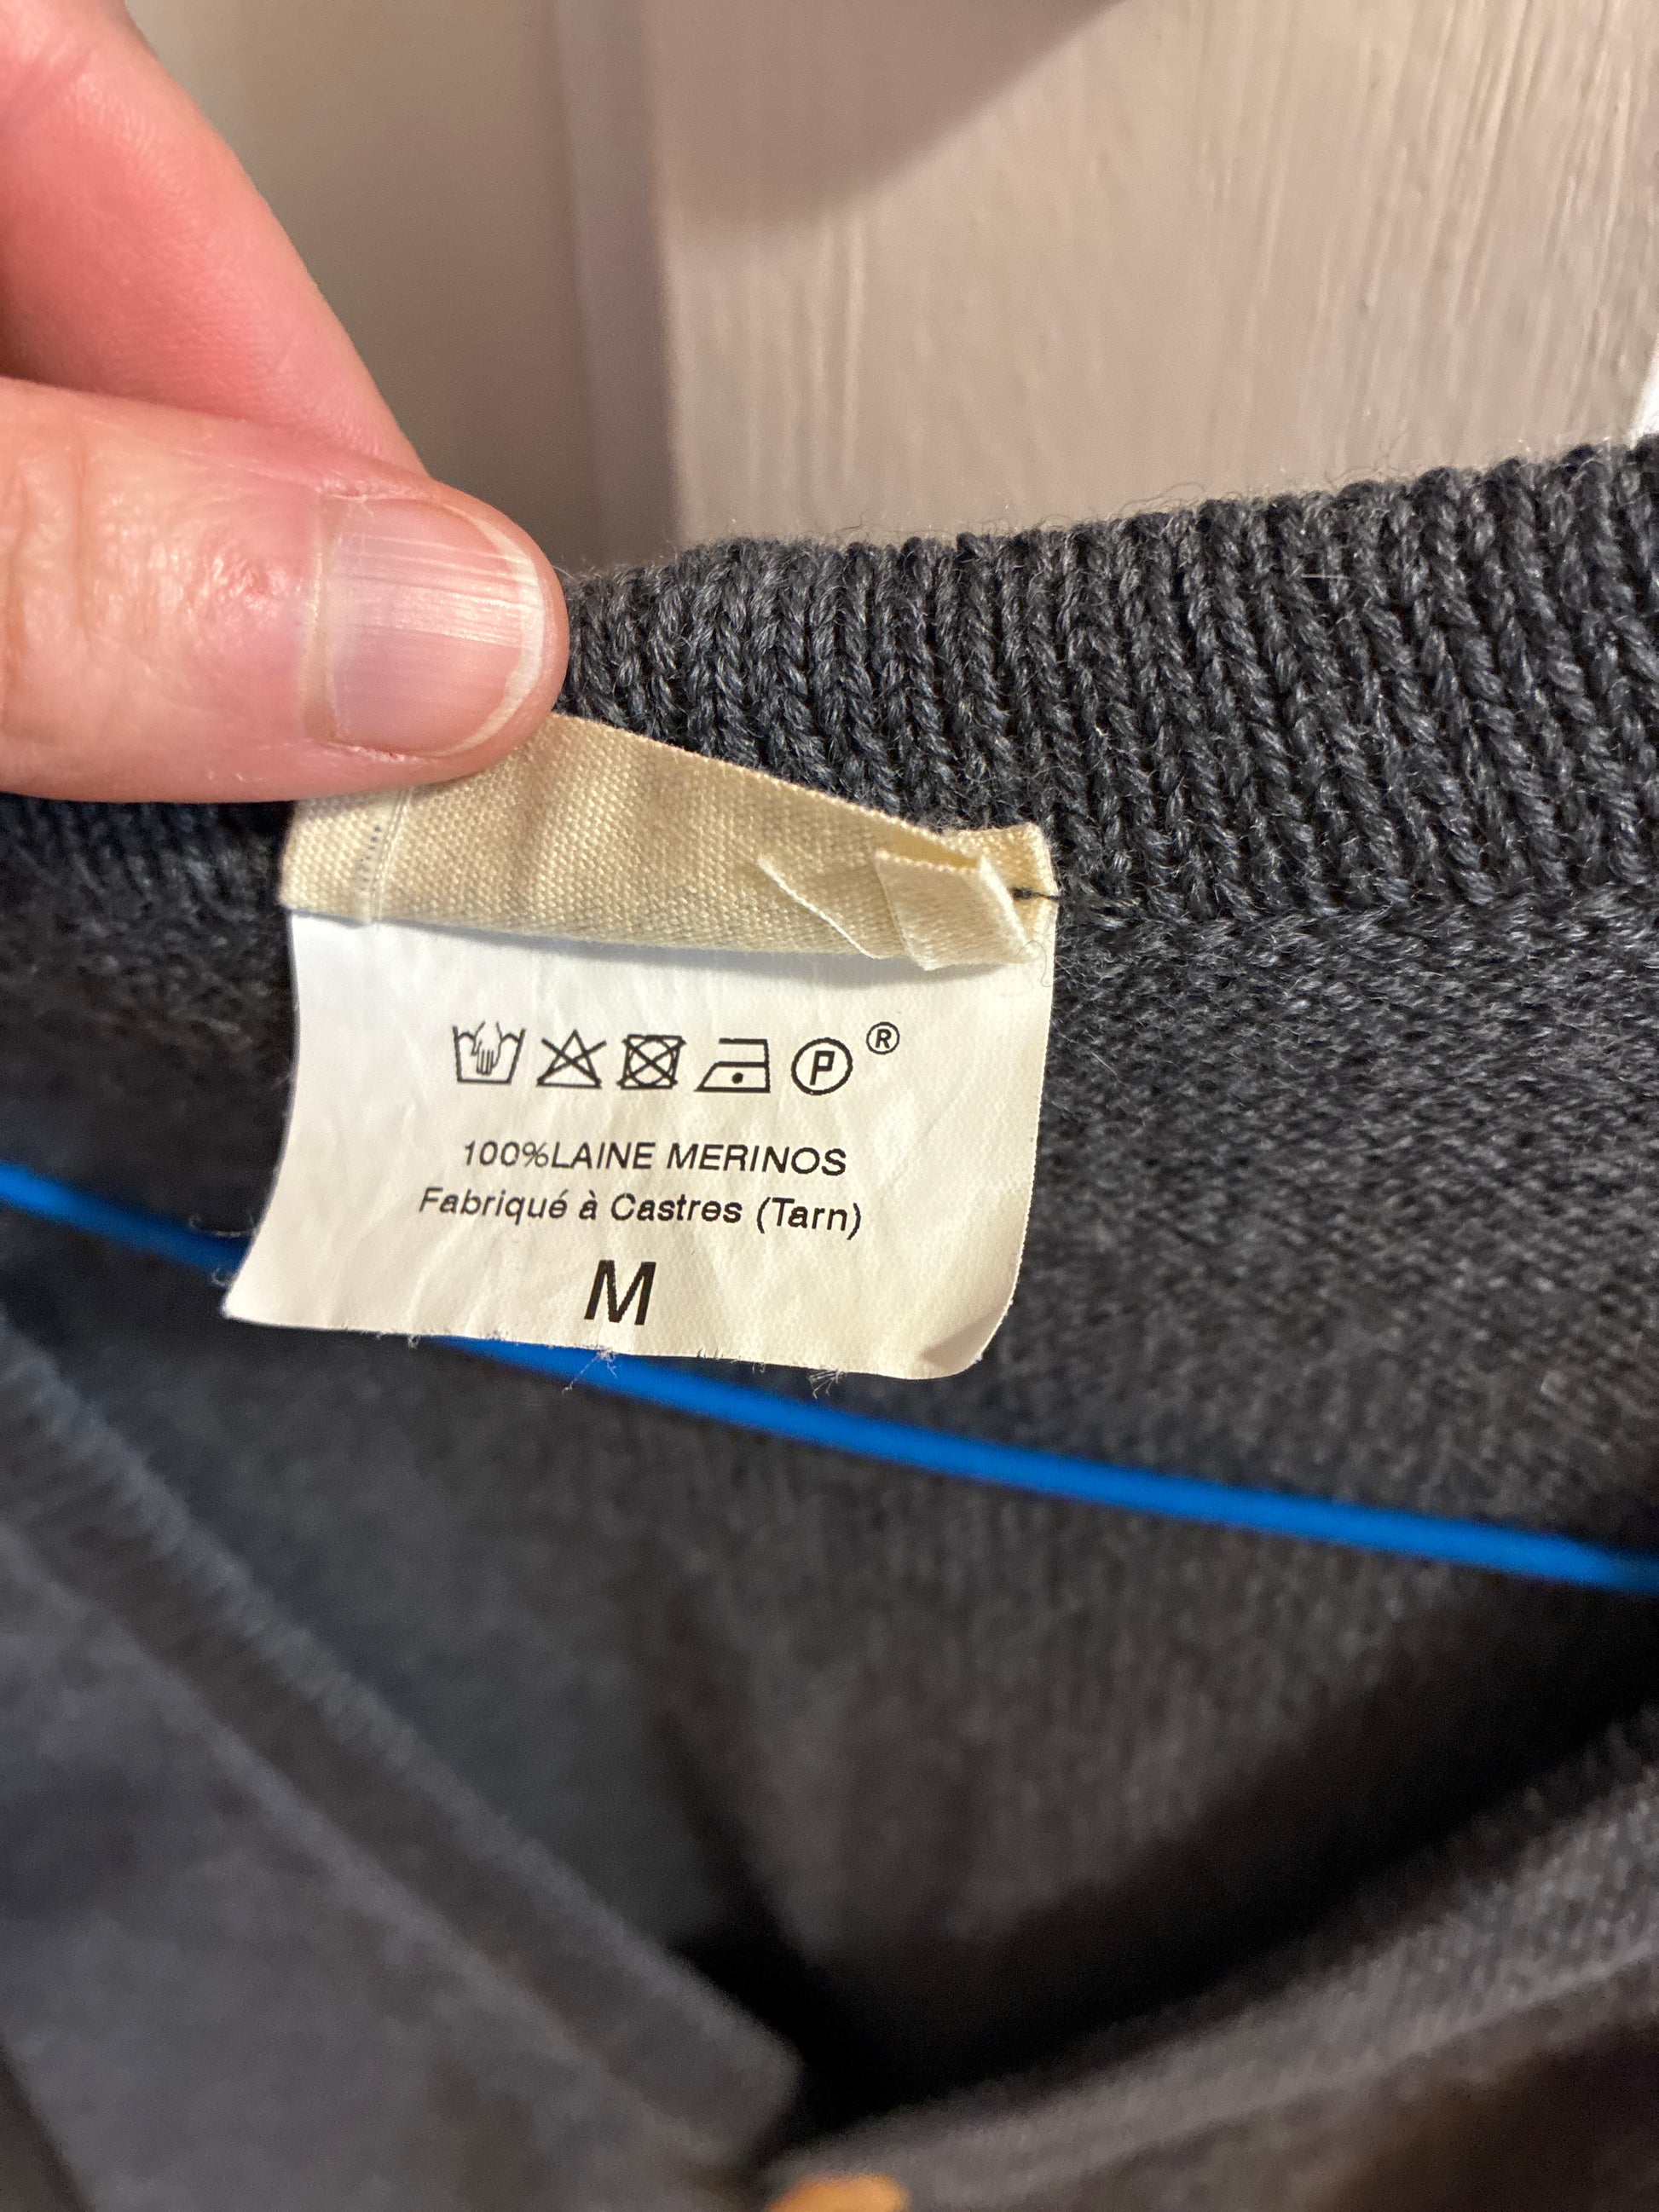 P ®
100%LAINE MERINOS
Fabriqué à Castres (Tarn)
M